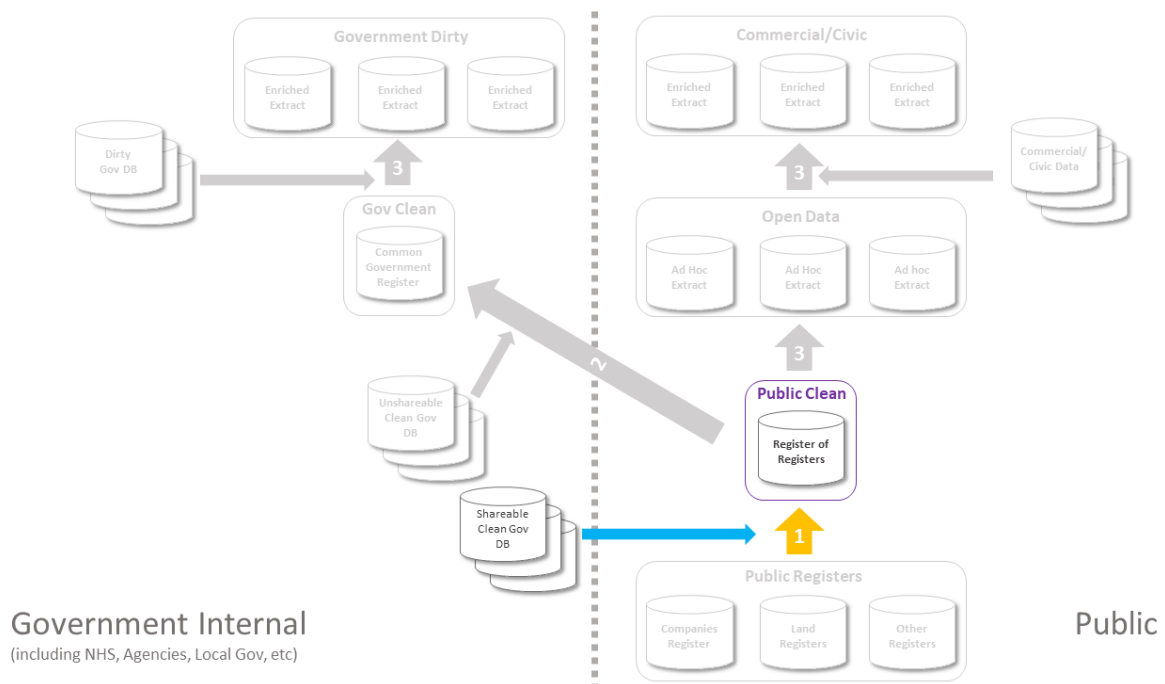 Government Dirty
Enriched
Extract
Enriched
Extract
Enriched
Extract
Commercial/Civic
Enriched
Extract
Enriched
Extract
Enriched
Extract
Dirty
Gov DB
3
3
Commercial/
Civic Data
Gov Clean
Common
Government
Register
Open Data
Ad Hoc
Extract
Ad Hoc
Extract
Ad hoc
Extract
2
3
Unshareable
Clean Gov
DB
Public Clean
Register of
Registers
Shareable
Clean Gov
DB
1
Public Registers
Companies
Register
Land
Registers
Other
Registers
Government Internal
(including NHS, Agencies, Local Gov, etc)
Public